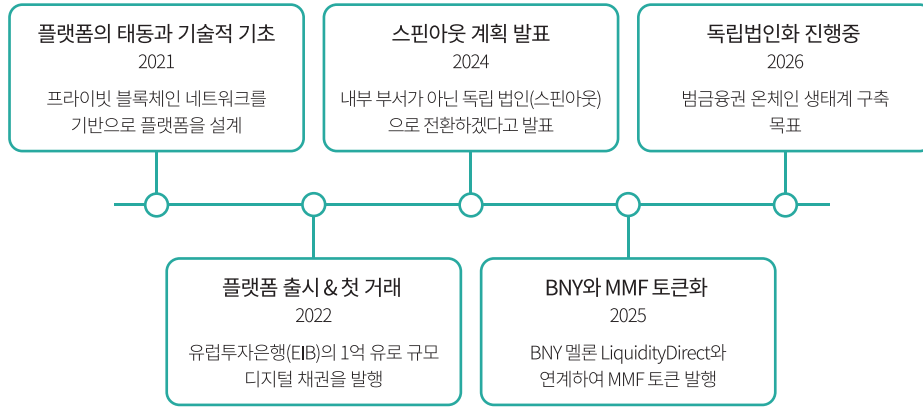 플랫폼의 태동과 기술적 기초
2021
프라이빗 블록체인 네트워크를
기반으로 플랫폼을 설계
스핀아웃 계획 발표
2024
내부 부서가 아닌 독립 법인(스핀아웃)
으로 전환하겠다고 발표
독립법인화 진행중
2026
범금융권 온체인 생태계 구축
목표
플랫폼 출시 & 첫 거래
2022
유럽투자은행(EIB)의 1억 유로 규모
디지털 채권을 발행
BNY와 MMF 토큰화
2025
BNY 멜론 LiquidityDirect와
연계하여 MMF 토큰 발행